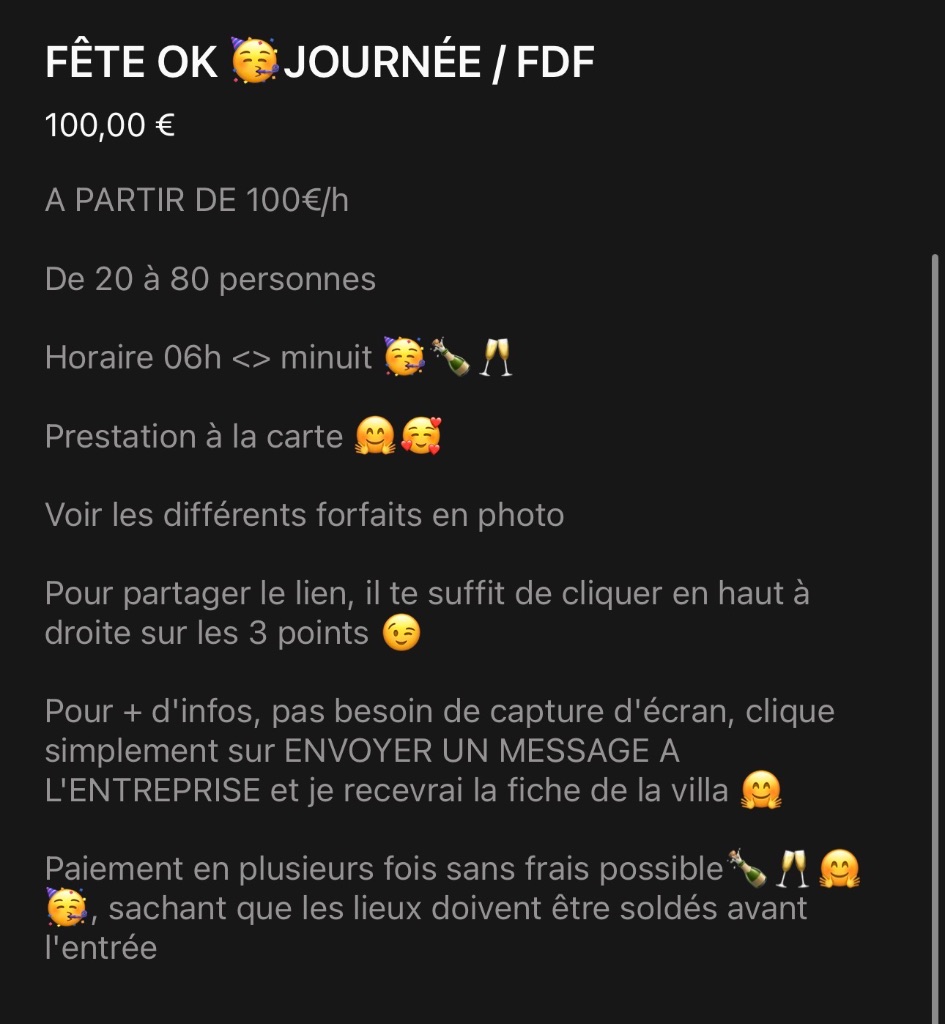 FÊTE OK 🥳JOURNÉE / FDF
100,00 €
A PARTIR DE 100€/h
De 20 à 80 personnes
Horaire 06h <> minuit 🥳🍾🥂
Prestation à la carte 🤗🥰
Voir les différents forfaits en photo
Pour partager le lien, il te suffit de cliquer en haut à
droite sur les 3 points 😉
Pour + d'infos, pas besoin de capture d'écran, clique
simplement sur ENVOYER UN MESSAGE A
L'ENTREPRISE et je recevrai la fiche de la villa 🤗
Paiement en plusieurs fois sans frais possible🍾🥂🤗
🥳, sachant que les lieux doivent être soldés avant
l'entrée